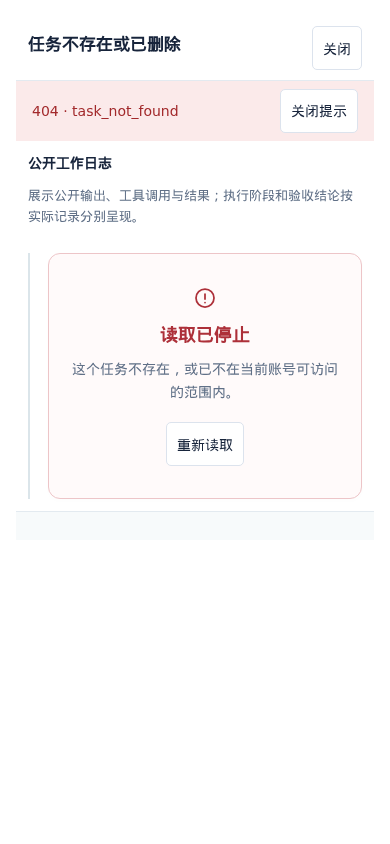 任务不存在或已删除
关闭
404 · task_not_found
关闭提示
公开工作日志
展示公开输出、工具调用与结果；执行阶段和验收结论按
实际记录分别呈现。
读取已停止
这个任务不存在，或已不在当前账号可访问
的范围内。
重新读取